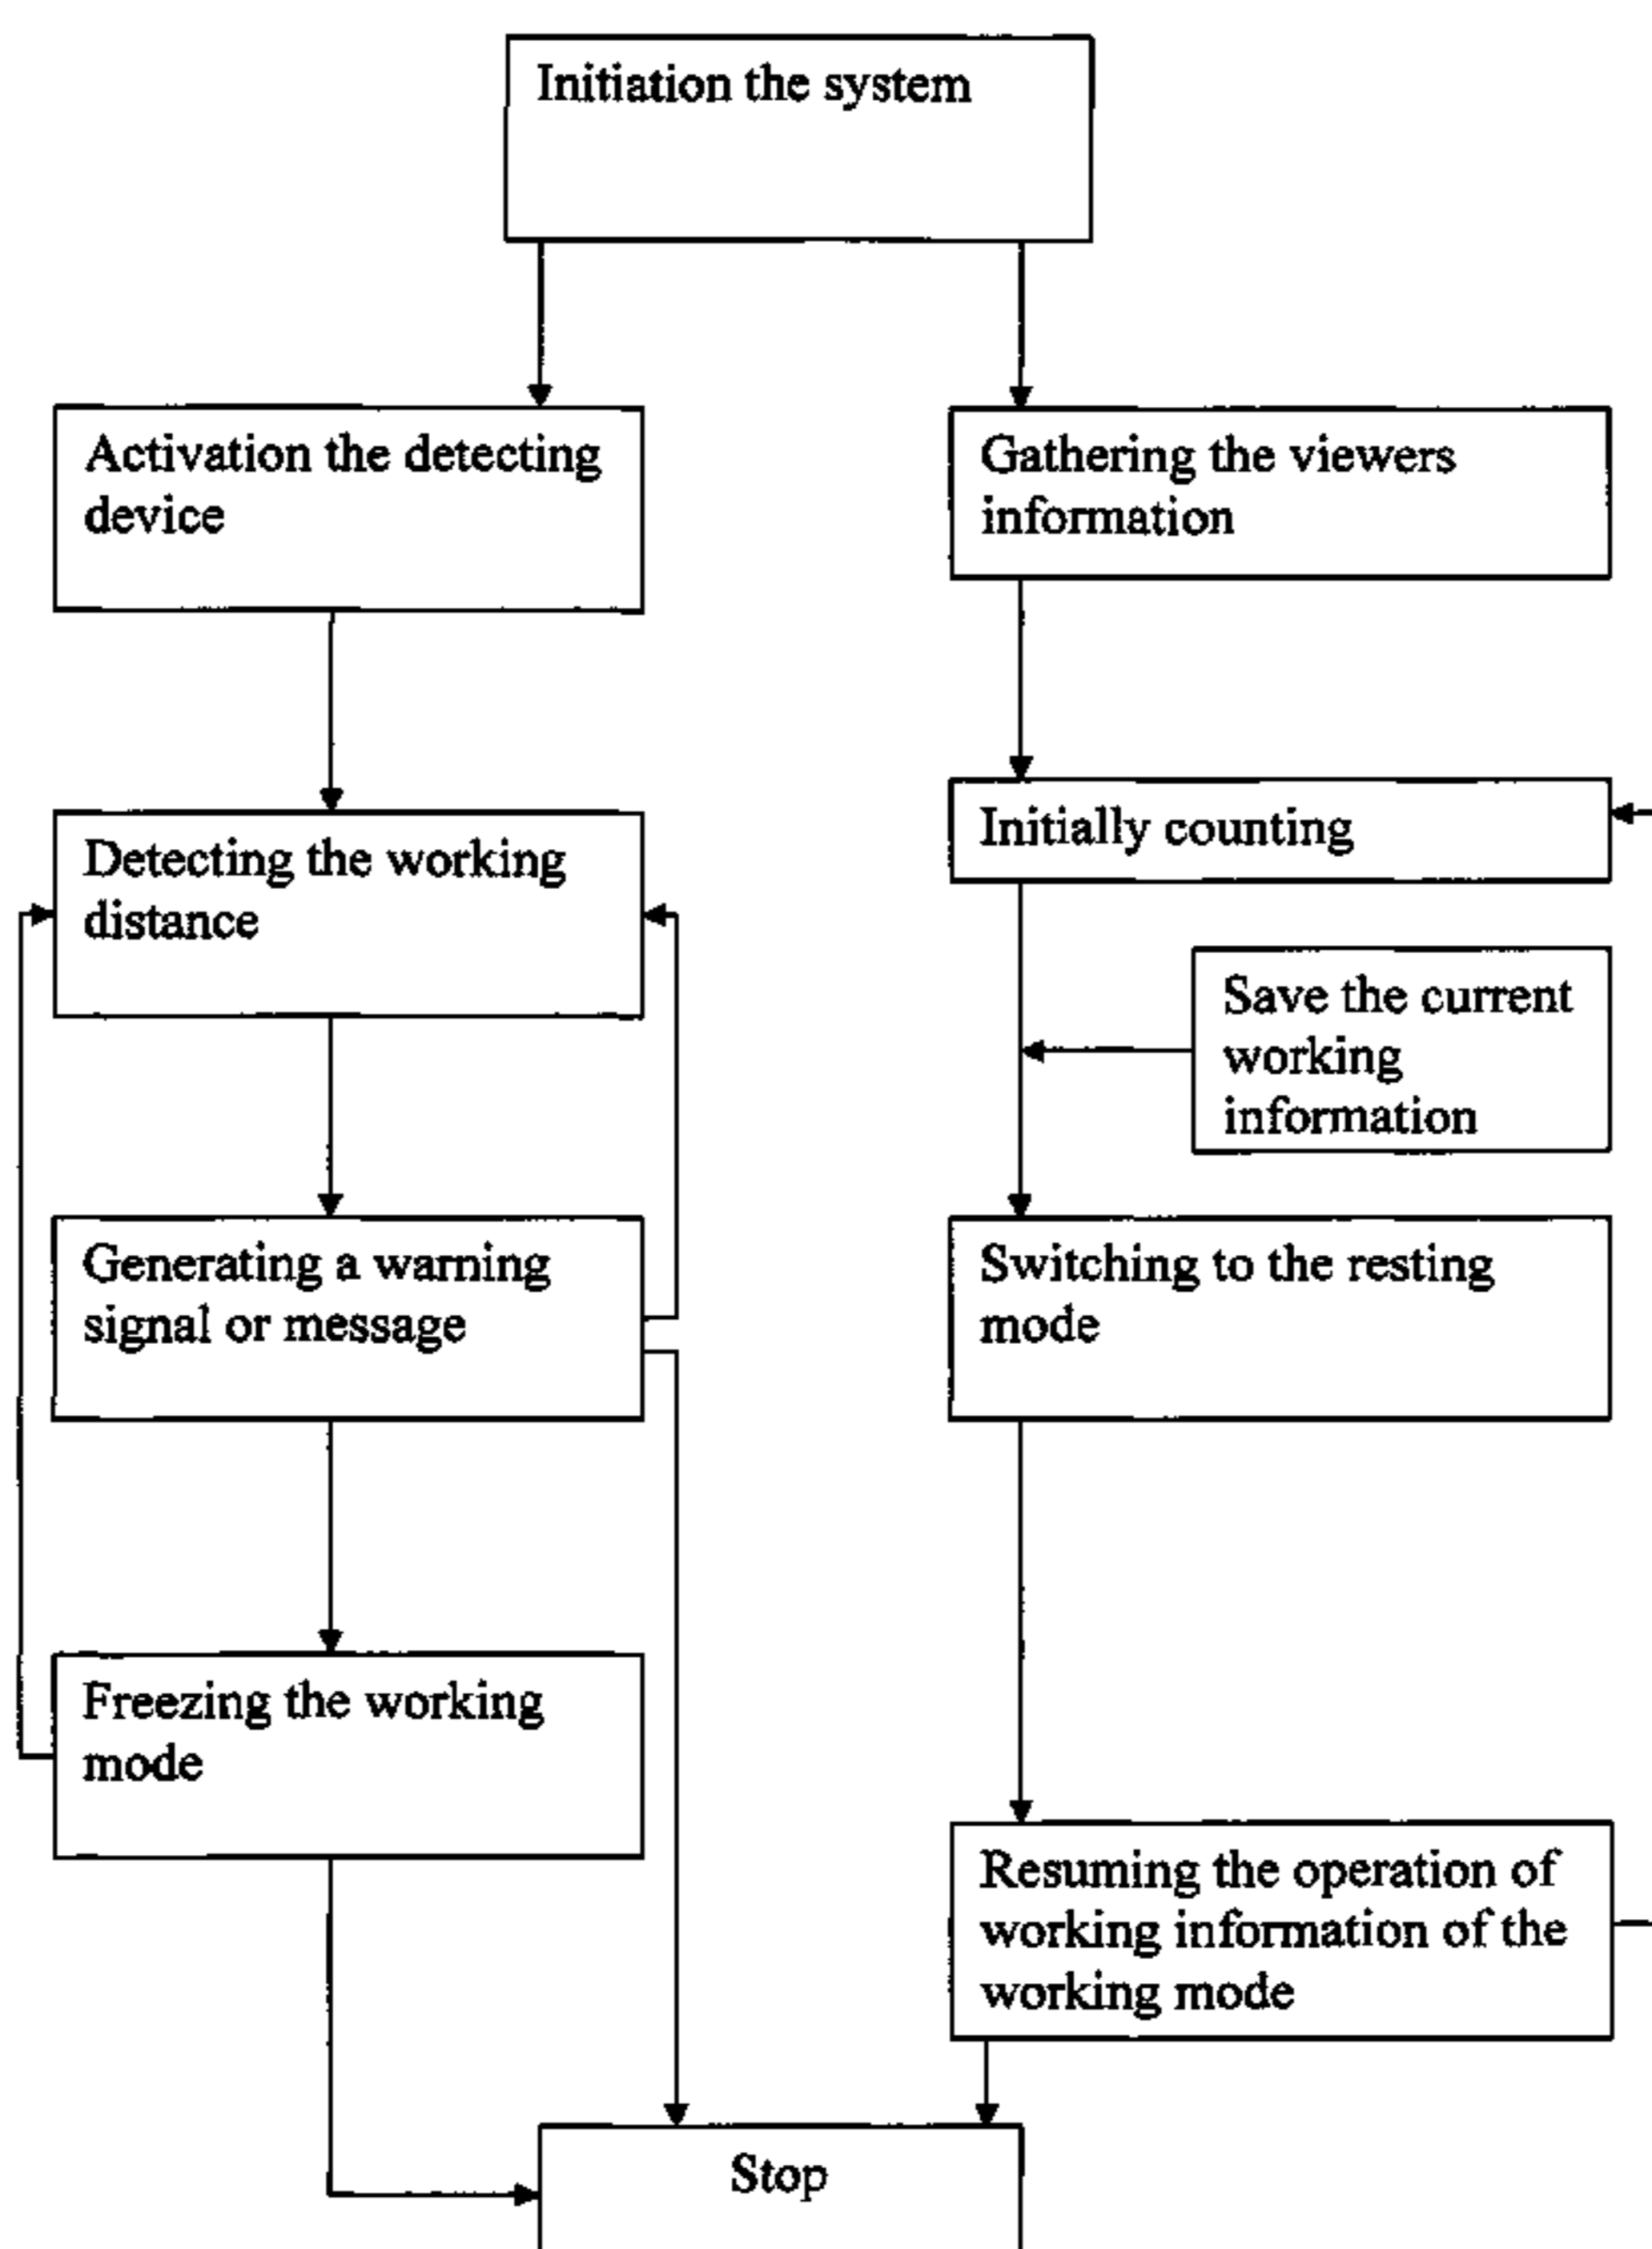 Initiation the system
Activation the detecting
device
Gathering the viewers
information
Detecting the working
distance
Initially counting
Save the current
working
information
Generating a warning
signal or message
Switching to the resting
mode
Freezing the working
mode
Resuming the operation of
working information of the
working mode
Stop